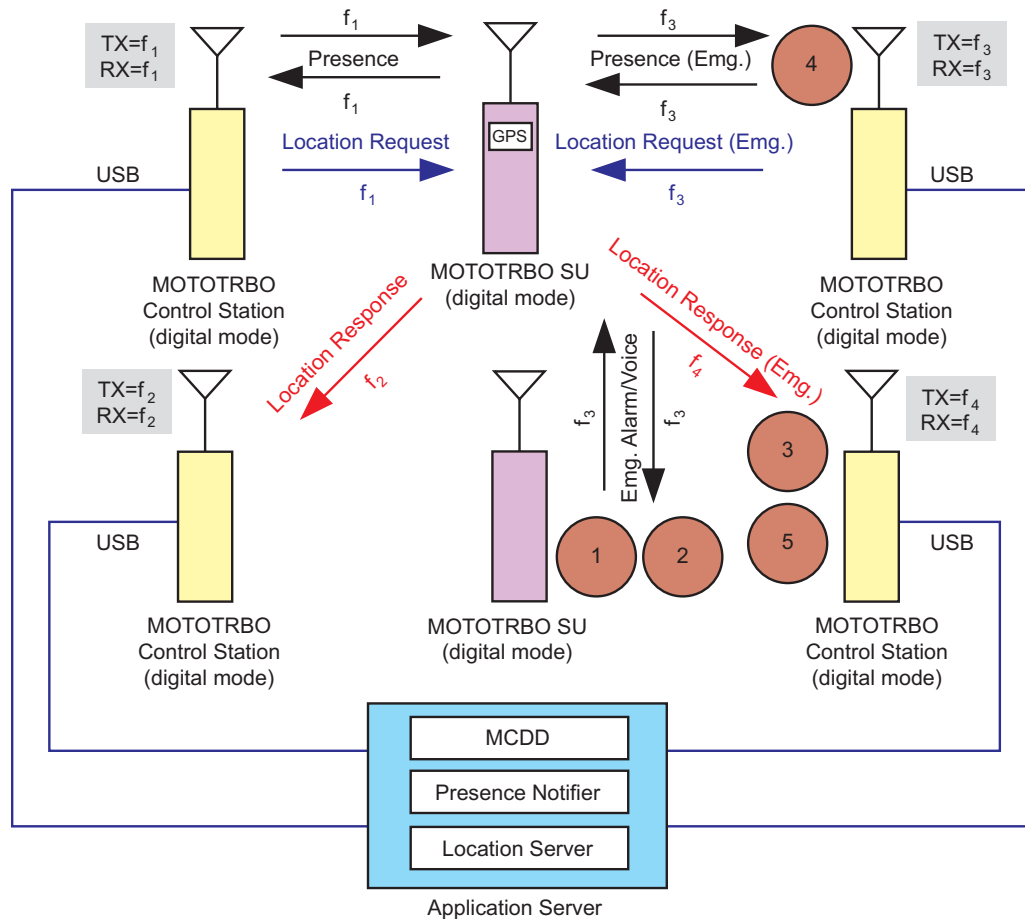 TX=f₁
RX=f₁
f₁
Presence
f₁
f₃
Presence (Emg.)
f₃
4
TX=f₃
RX=f₃
GPS
Location Request
f₁
Location Request (Emg.)
f₃
USB
USB
MOTOTRBO
Control Station
(digital mode)
MOTOTRBO SU
(digital mode)
MOTOTRBO
Control Station
(digital mode)
Location Response
f₂
Location Response (Emg.)
f₄
TX=f₂
RX=f₂
f₃
Emg. Alarm/Voice
f₃
TX=f₄
RX=f₄
3
USB
1
2
5
USB
MOTOTRBO
Control Station
(digital mode)
MOTOTRBO SU
(digital mode)
MOTOTRBO
Control Station
(digital mode)
MCDD
Presence Notifier
Location Server
Application Server